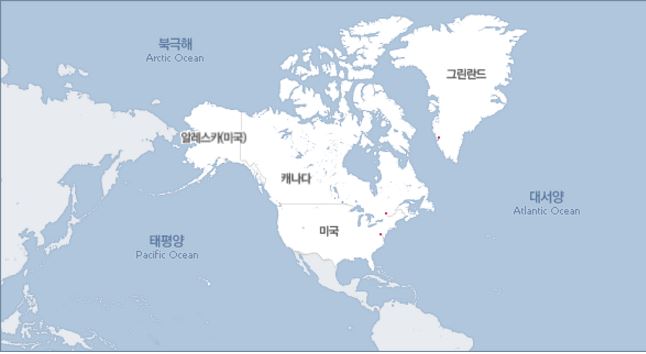 북극해
Arctic Ocean
그린란드
알레스카(미국)
캐나다
대서양
Atlantic Ocean
미국
태평양
Pacific Ocean